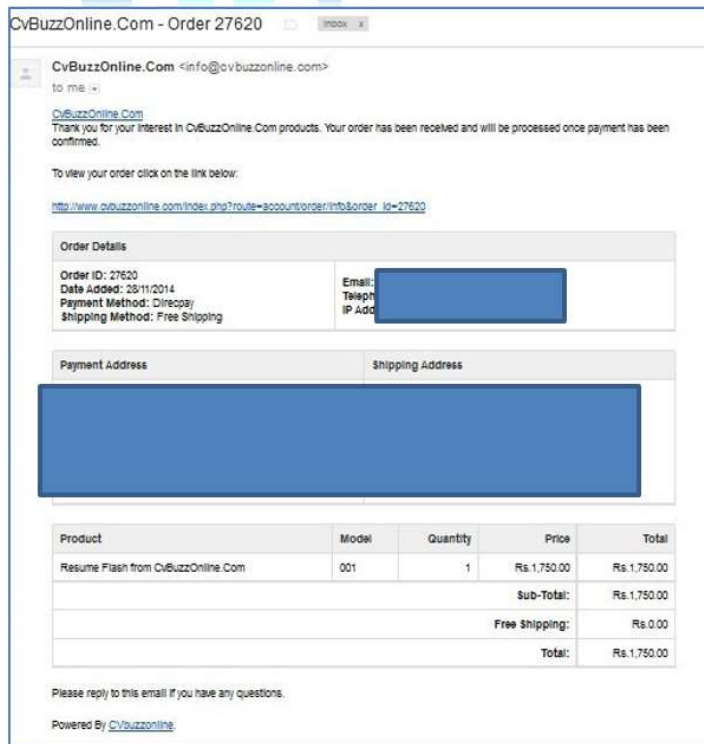 CvBuzzOnline.Com - Order 27620
Inbox x
CvBuzzOnline.Com <info@cvbuzzonline.com>
to me
CvBuzzOnline.Com
Thank you for your interest in CvBuzzOnline.Com products. Your order has been received and will be processed once payment has been
confirmed.
To view your order click on the link below:
http://www.cvbuzzonline.com/index.php?route=account/order/info&order_id=27620
Order Details
Order ID: 27620
Date Added: 28/11/2014
Payment Method: Direcpay
Shipping Method: Free Shipping
Email:
Teleph
IP Add
Payment Address Shipping Address
Product Model Quantity Price Total
Resume Flash from CvBuzzOnline.Com 001 1 Rs.1,750.00 Rs.1,750.00
Sub-Total: Rs.1,750.00
Free Shipping: Rs.0.00
Total: Rs.1,750.00
Please reply to this email if you have any questions.
Powered By CVbuzzonline.